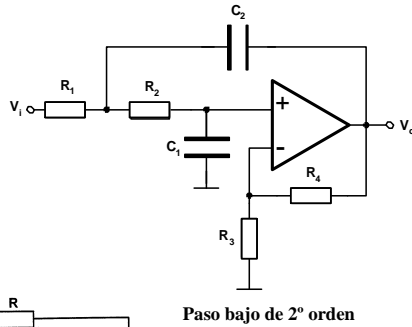 C2
R1
R2
Vi
+
Vo
C1
-
R4
R3
R
Paso bajo de 2º orden